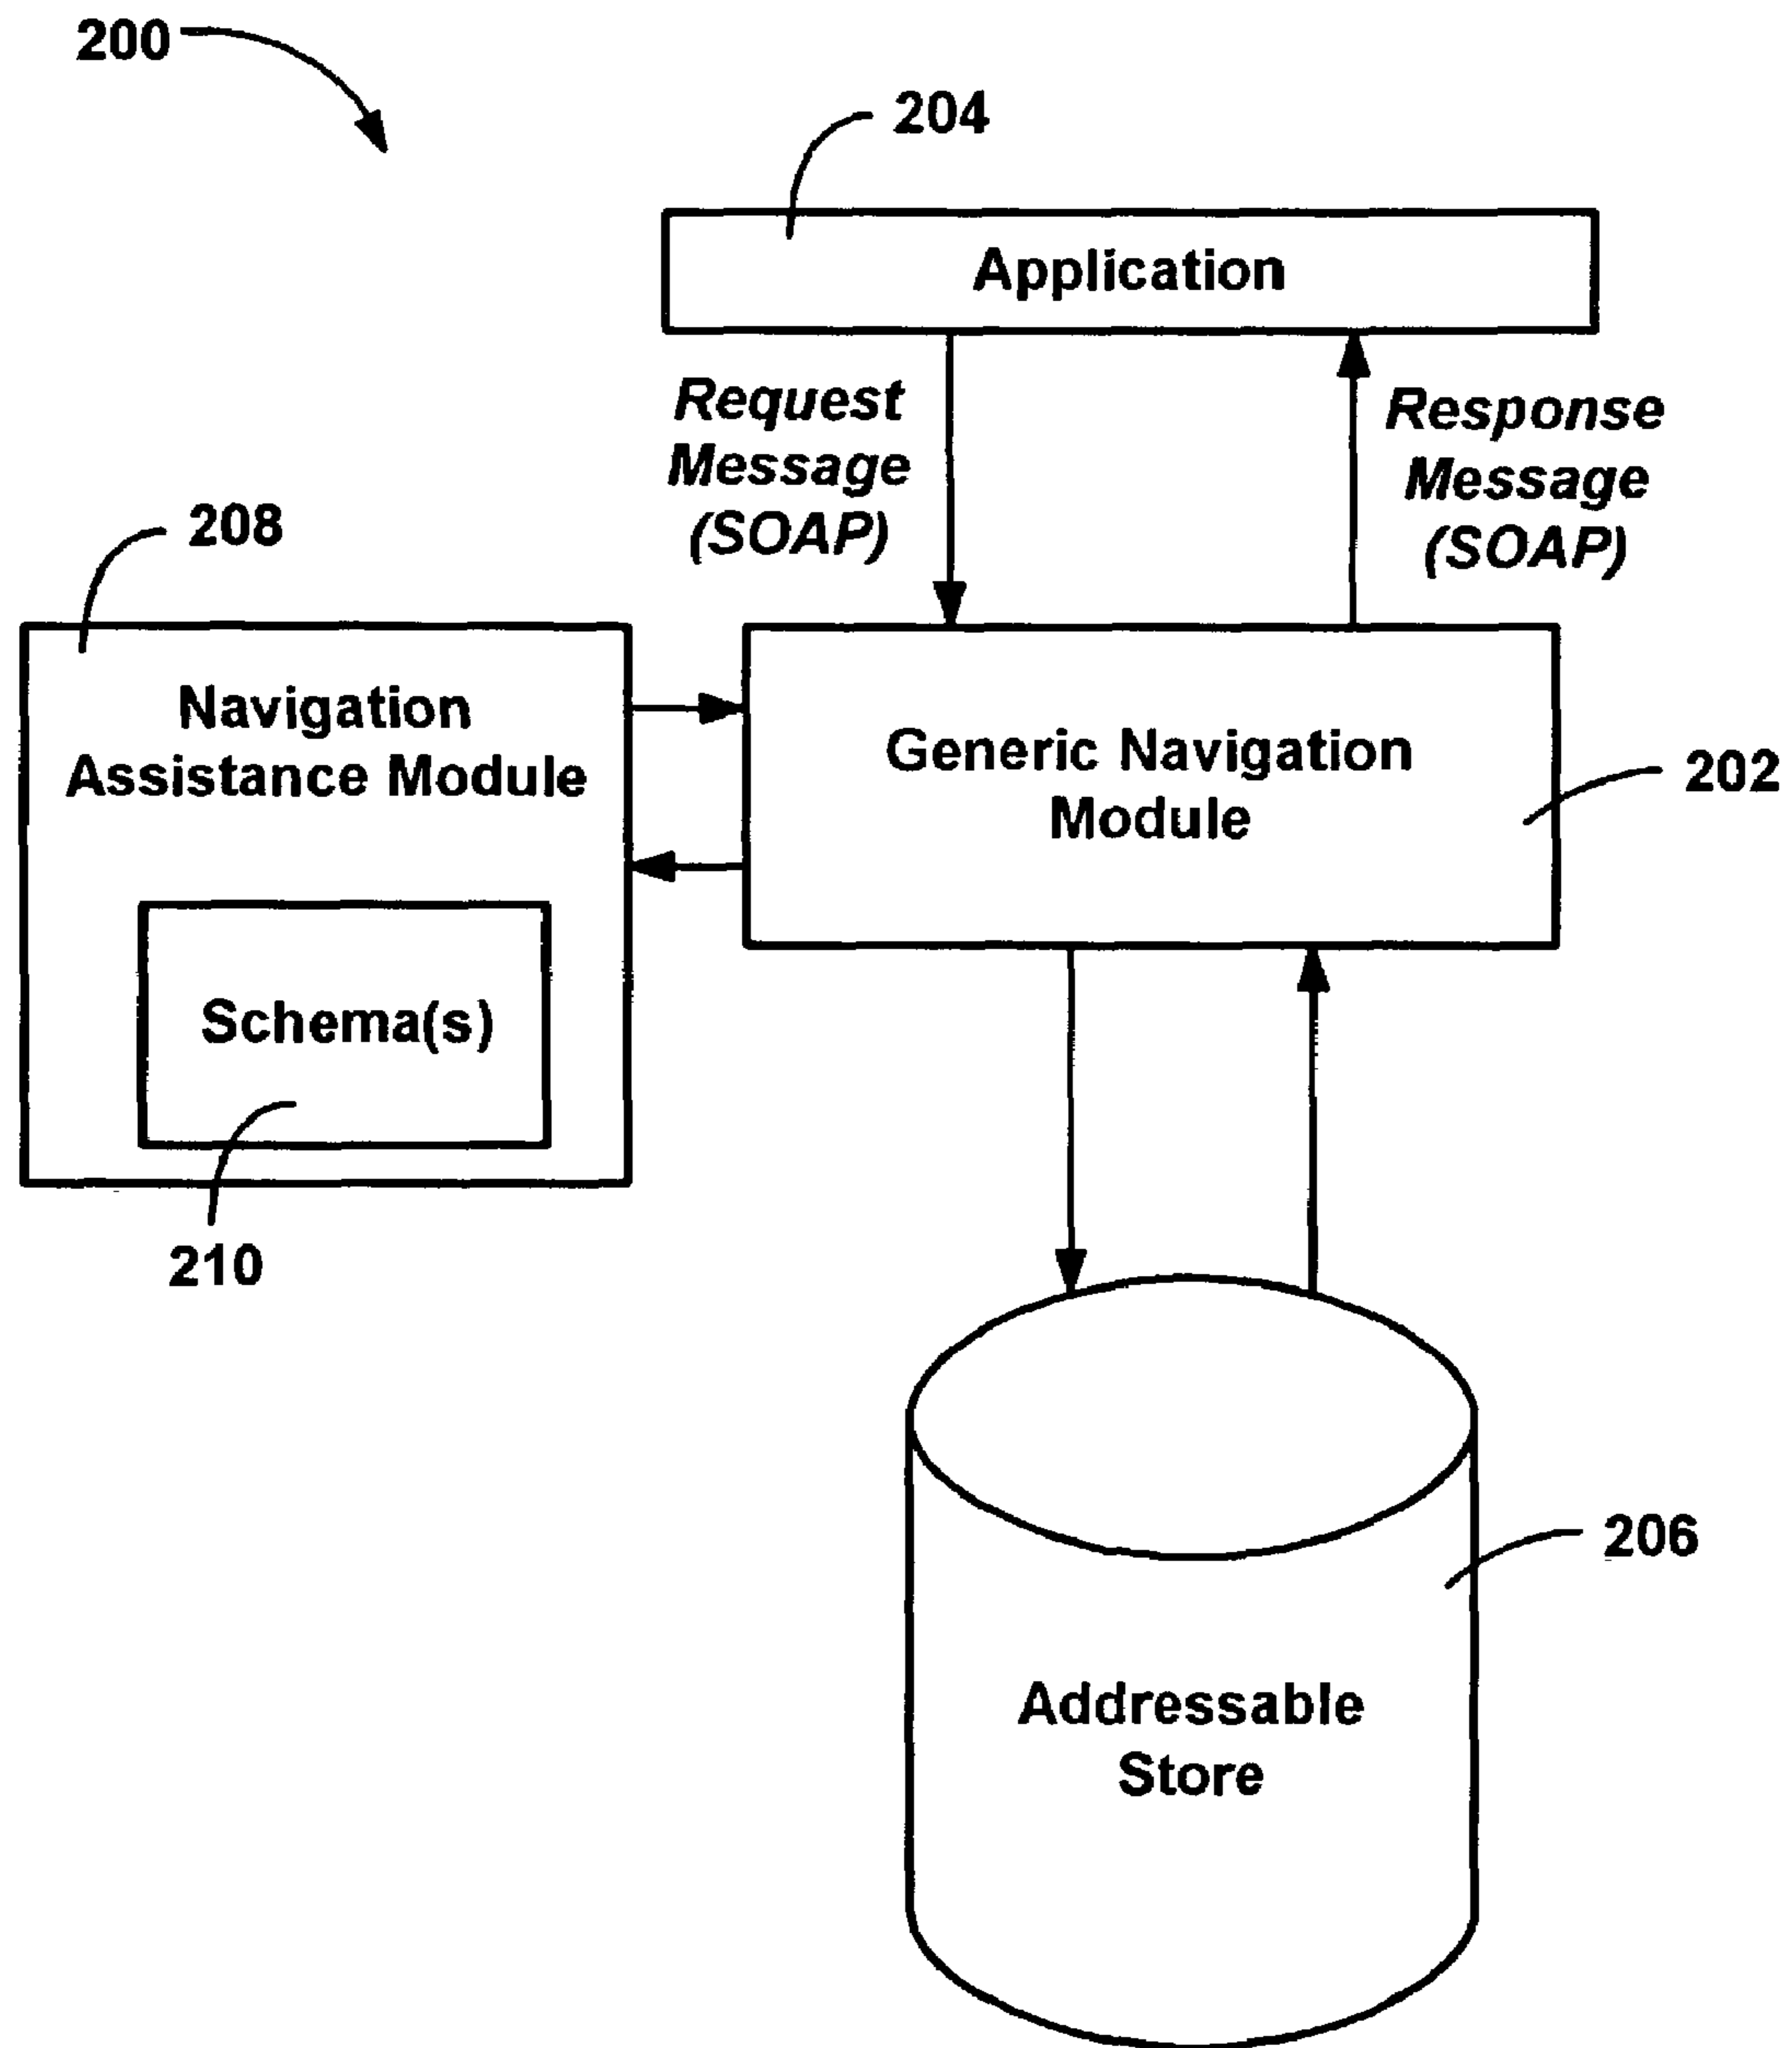 200
204
Application
Request
Message
(SOAP)
Response
Message
(SOAP)
208
Navigation
Assistance Module
Generic Navigation
Module
202
Schema(s)
210
206
Addressable
Store